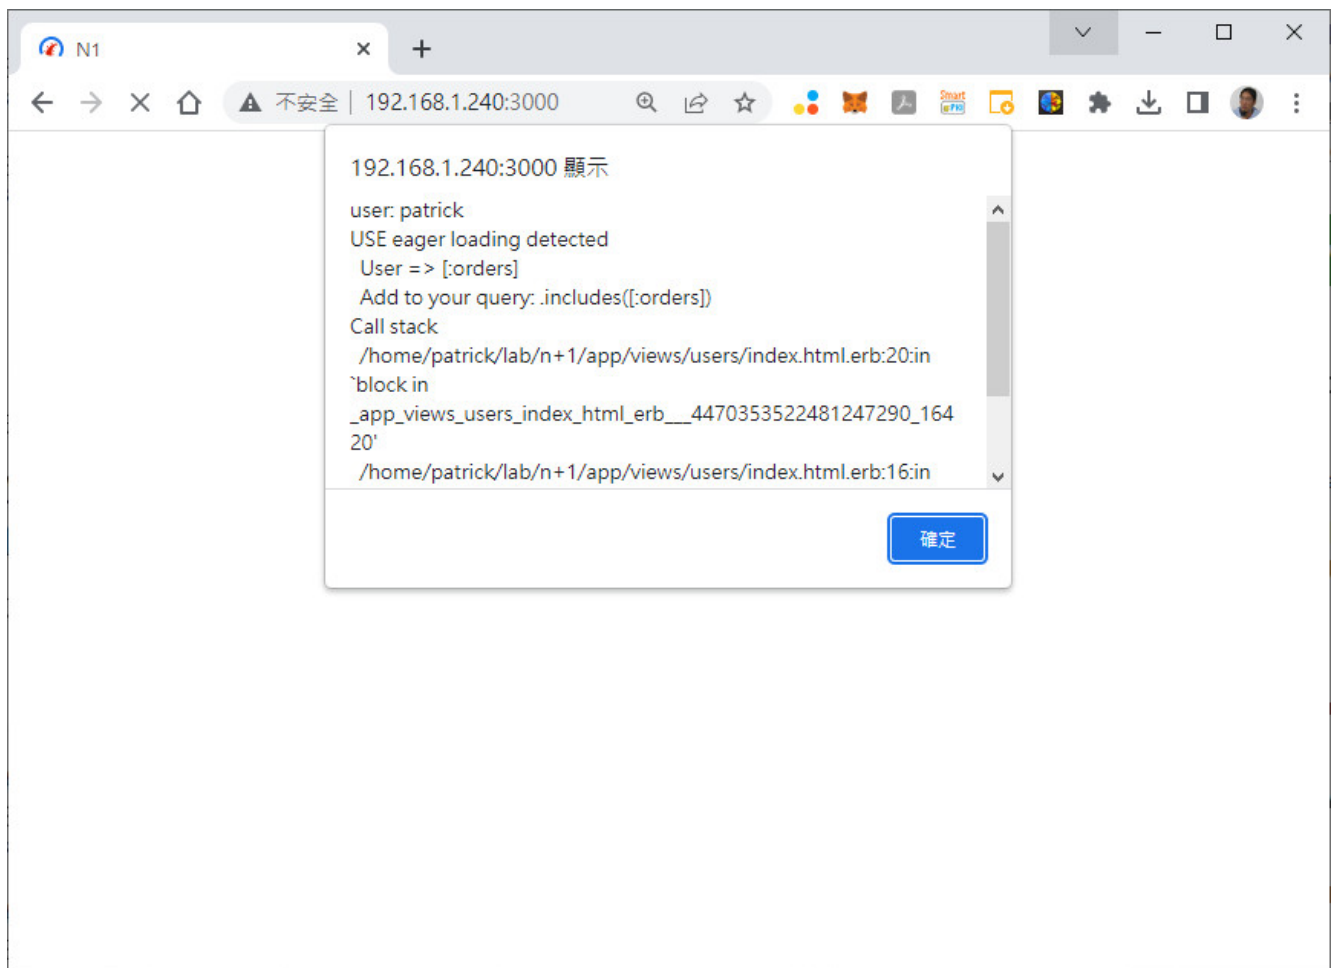 N1
不安全 192.168.1.240:3000
Smart
GPIO
192.168.1.240:3000 顯示
user: patrick
USE eager loading detected
User => [:orders]
Add to your query: .includes([:orders])
Call stack
/home/patrick/lab/n+1/app/views/users/index.html.erb:20:in
`block in
_app_views_users_index_html_erb___4470353522481247290_164
20'
/home/patrick/lab/n+1/app/views/users/index.html.erb:16:in
確定